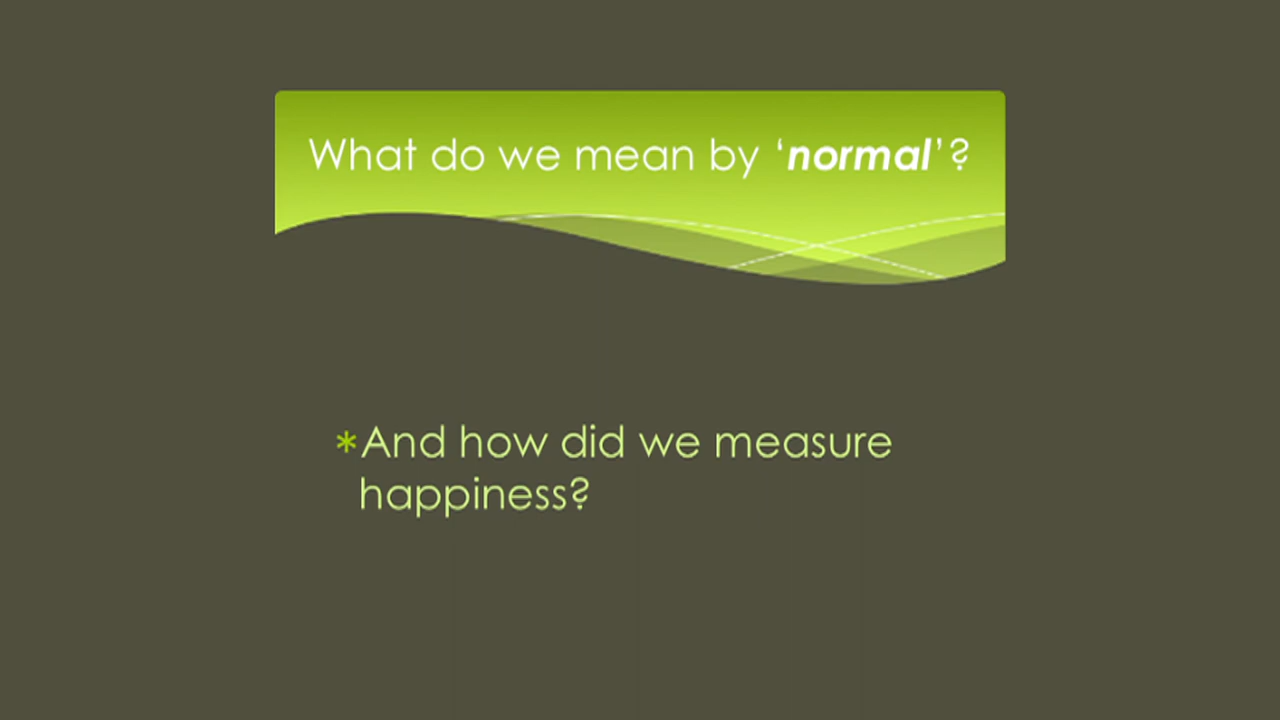 What do we mean by ‘normal’?
*And how did we measure
happiness?